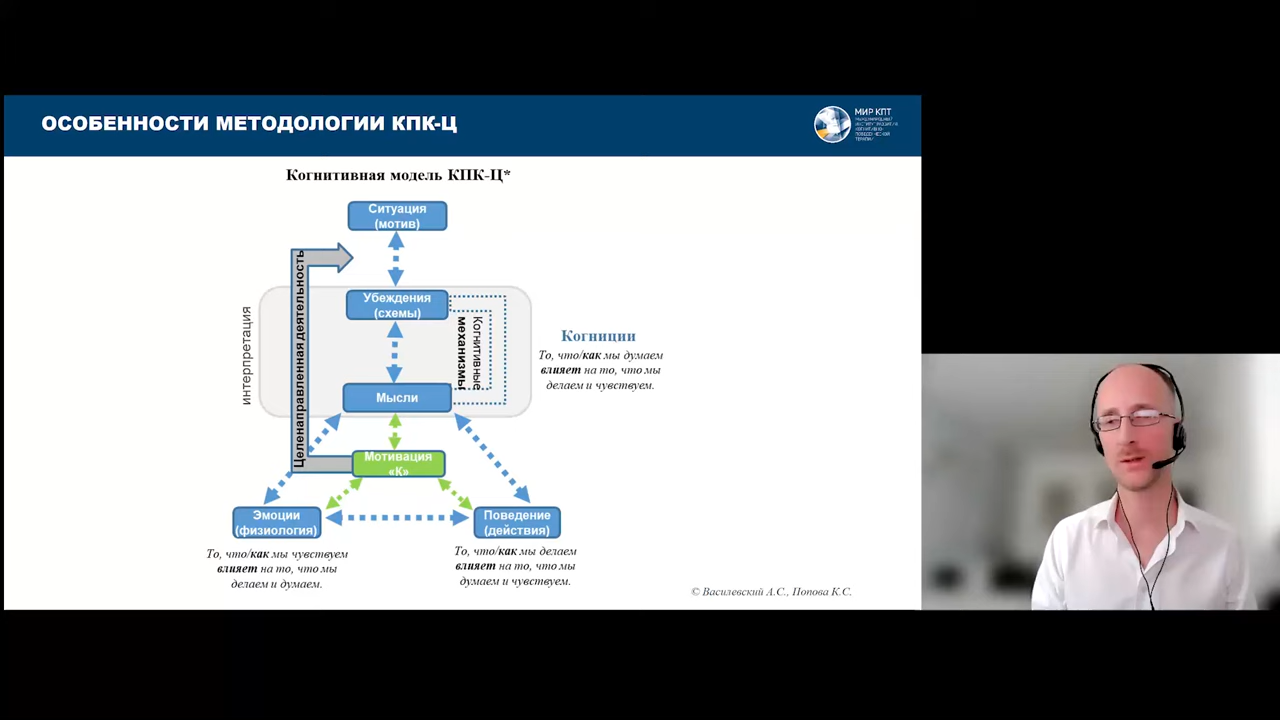 ОСОБЕННОСТИ МЕТОДОЛОГИИ КПК-Ц
МИР КПТ
Когнитивная модель КПК-Ц*
Ситуация
(мотив)
Целенаправленная деятельность
интерпретация
Убеждения
(схемы)
Когнитивные
механизмы
Когниции
То, что/как мы думаем
влияет на то, что мы
делаем и чувствуем.
Мысли
Мотивация
«К»
Эмоции
(физиология)
Поведение
(действия)
То, что/как мы чувствуем
влияет на то, что мы
делаем и думаем.
То, что/как мы делаем
влияет на то, что мы
думаем и чувствуем.
© Василевский А.С., Попова К.С.